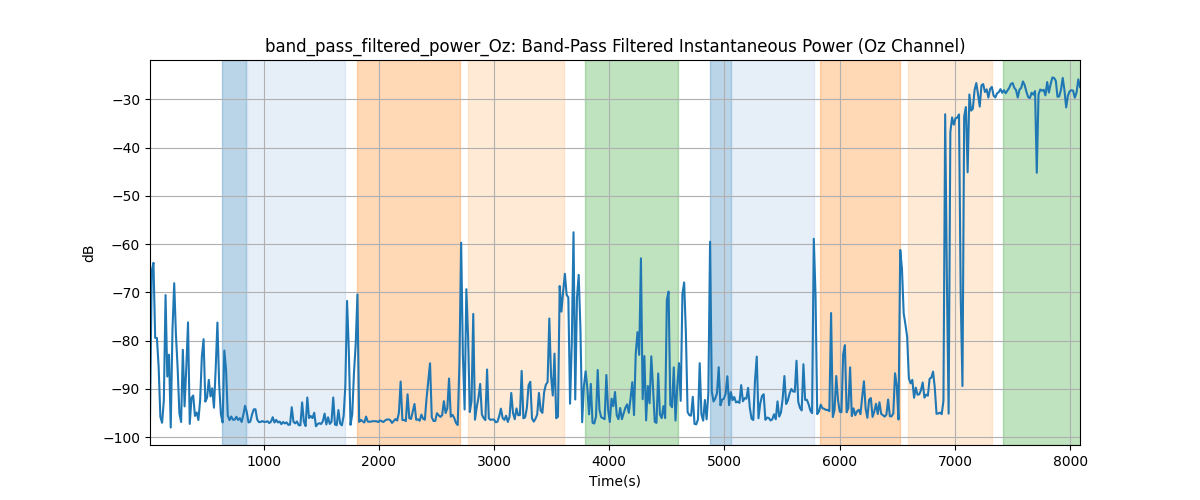 band_pass_filtered_power_Oz: Band-Pass Filtered Instantaneous Power (Oz Channel)
dB
−30
−40
−50
−60
−70
−80
−90
−100
1000 2000 3000 4000 5000 6000 7000 8000
Time(s)